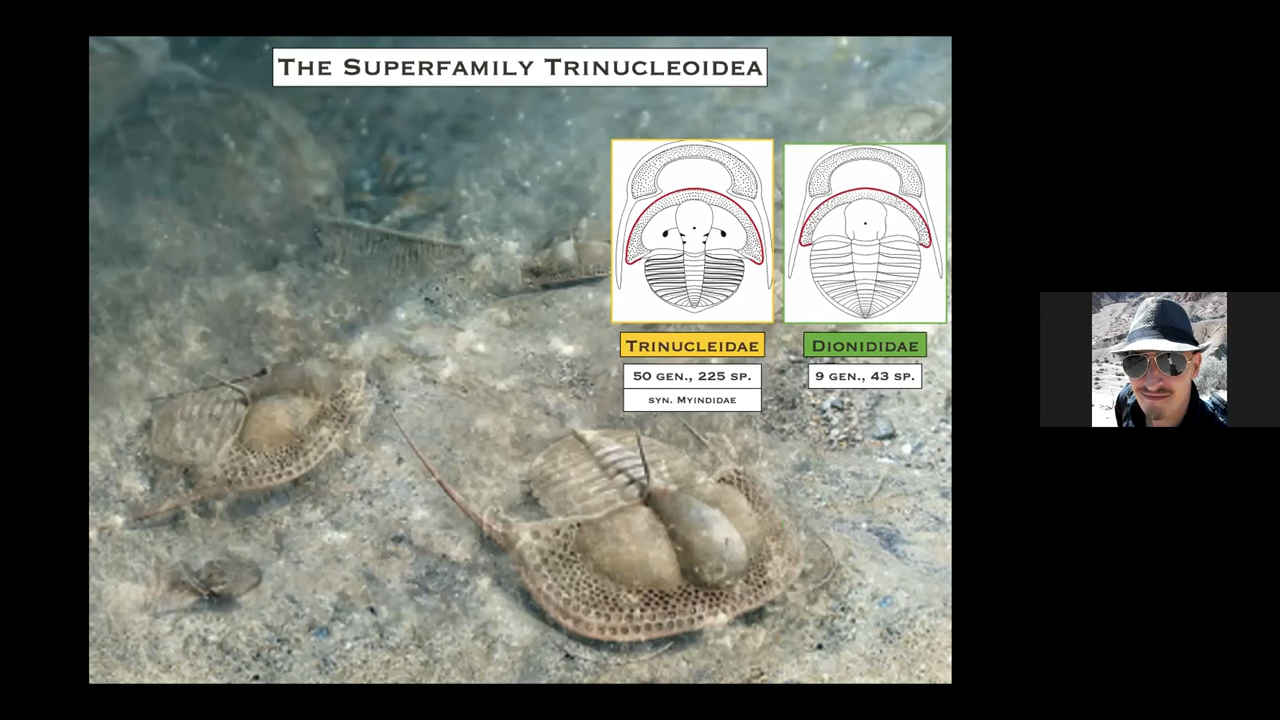 THE SUPERFAMILY TRINUCLEOIDEA
TRINUCLEIDAE
50 GEN., 225 SP.
SYN. MYINDIDAE
DIONIDIDAE
9 GEN., 43 SP.